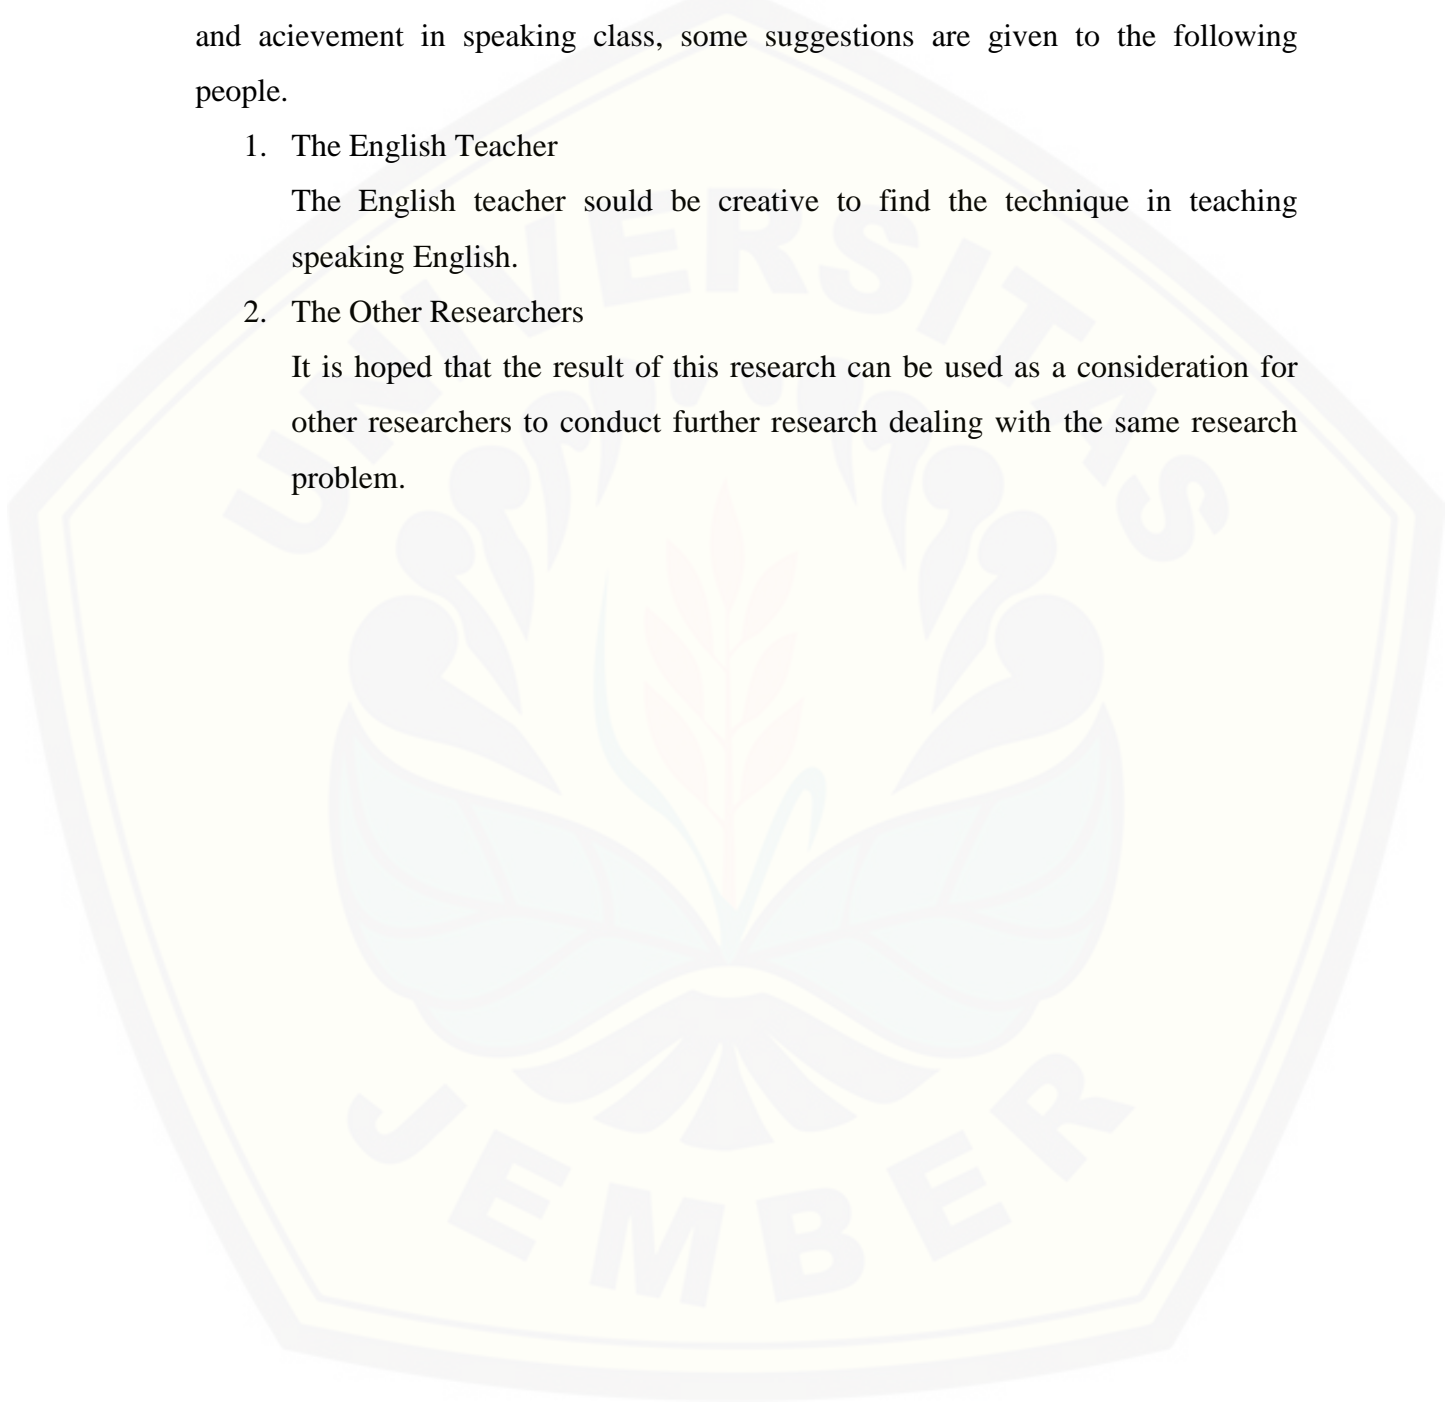 and acievement in speaking class, some suggestions are given to the following
people.
1. The English Teacher
The English teacher sould be creative to find the technique in teaching
speaking English.
2. The Other Researchers
It is hoped that the result of this research can be used as a consideration for
other researchers to conduct further research dealing with the same research
problem.
UNIVERSITAS
JEMBER